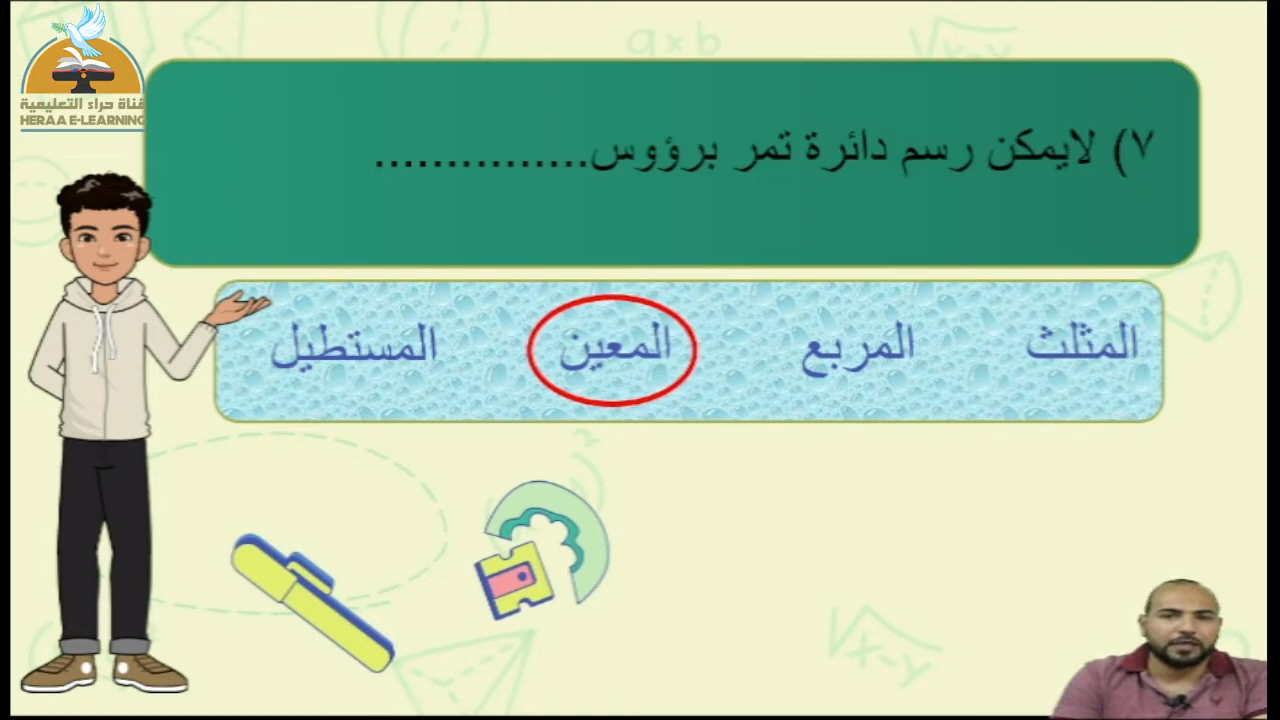 قناة حراء التعليمية
HERAA E-LEARNING
a × b
√x-y
٧) لايمكن رسم دائرة تمر برؤوس...............
المثلث المربع المعين المستطيل
√x-y